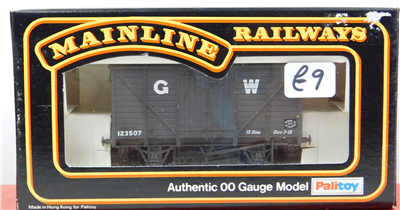 MAINLINE RAILWAYS
£9
G W
123507
Authentic 00 Gauge Model Palitoy
Made in Hong Kong for Palitoy